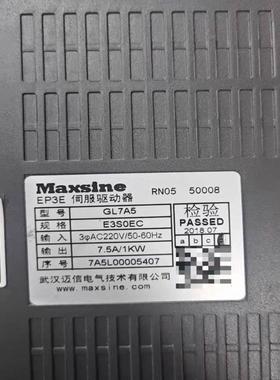 Maxsine RN05 50008
EP3E 伺服驱动器
型号 GL7A5
规格 E3S0EC
输入 3φAC220V/50-60Hz
输出 7.5A/1KW
序号 7A5L00005407
检验
PASSED
2018.07
a b c
武汉迈信电气技术有限公司
www.maxsine.com